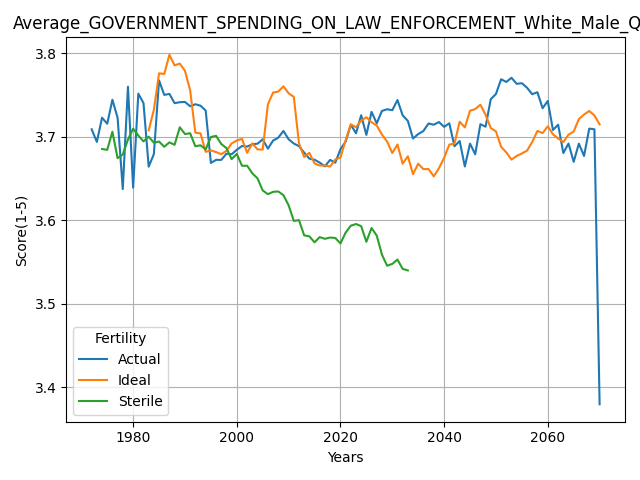 Average_GOVERNMENT_SPENDING_ON_LAW_ENFORCEMENT_White_Male_Q
3.8
3.7
3.6
3.5
3.4
Score(1-5)
Fertility
Actual
Ideal
Sterile
1980
2000
2020
2040
2060
Years